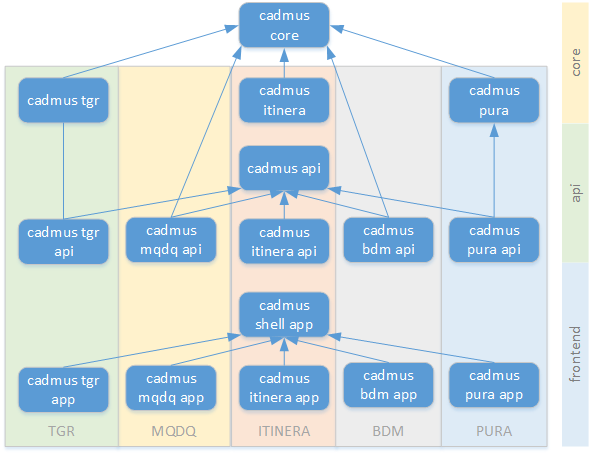 cadmus
core
core
cadmus tgr
cadmus
itinera
cadmus
pura
cadmus api
api
cadmus tgr
api
cadmus
mqdq api
cadmus
itinera api
cadmus
bdm api
cadmus
pura api
cadmus
shell app
frontend
cadmus tgr
app
cadmus
mqdq app
cadmus
itinera app
cadmus
bdm app
cadmus
pura app
TGR
MQDQ
ITINERA
BDM
PURA